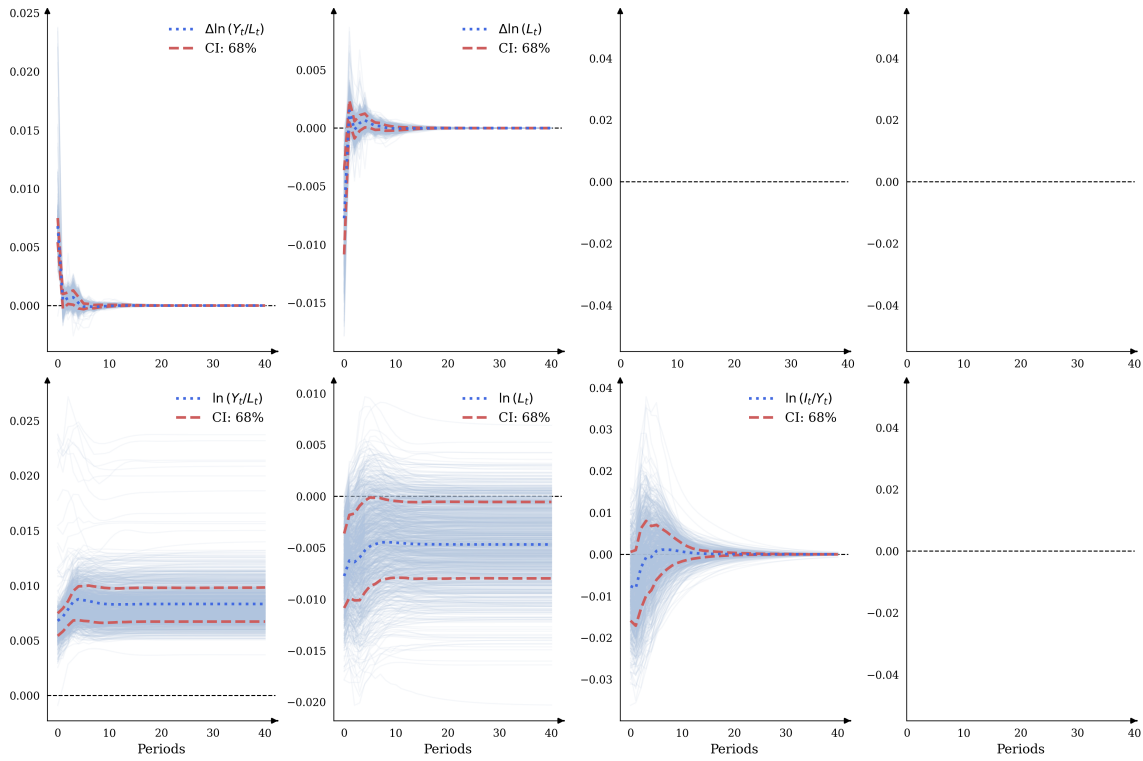 0.025
0.020
0.015
0.010
0.005
0.000
0 10 20 30 40
Δln (Yₜ/Lₜ)
CI: 68%
0.005
0.000
−0.005
−0.010
−0.015
0 10 20 30 40
Δln (Lₜ)
CI: 68%
0.04
0.02
0.00
−0.02
−0.04
0 10 20 30 40
0.04
0.02
0.00
−0.02
−0.04
0 10 20 30 40
0.025
0.020
0.015
0.010
0.005
0.000
0 10 20 30 40
ln (Yₜ/Lₜ)
CI: 68%
Periods
0.010
0.005
0.000
−0.005
−0.010
−0.015
−0.020
0 10 20 30 40
ln (Lₜ)
CI: 68%
Periods
0.04
0.03
0.02
0.01
0.00
−0.01
−0.02
−0.03
0 10 20 30 40
ln (Iₜ/Yₜ)
CI: 68%
Periods
0.04
0.02
0.00
−0.02
−0.04
0 10 20 30 40
Periods